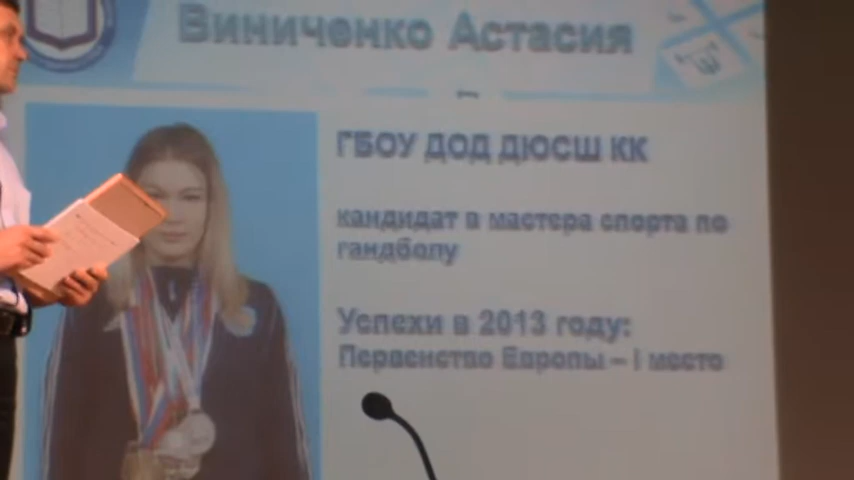 Виниченко Астасия
ГБОУ ДОД ДЮСШ КК
кандидат в мастера спорта по
гандболу
Успехи в 2013 году:
Первенство Европы – I место